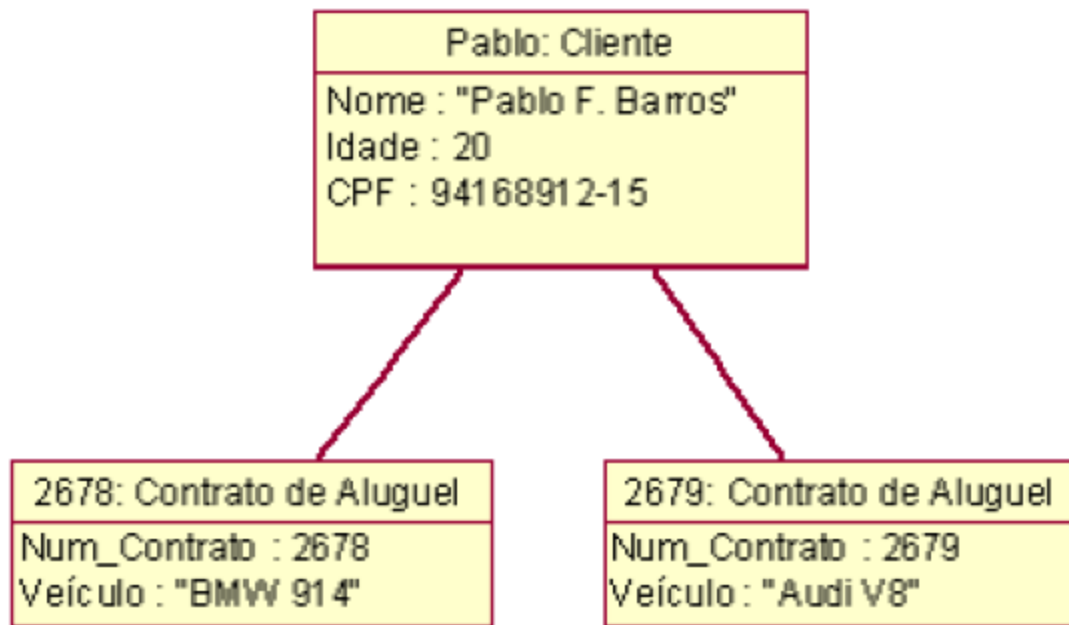 Pablo: Cliente
Nome : "Pablo F. Barros"
Idade : 20
CPF : 94168912-15
2678: Contrato de Aluguel
Num_Contrato : 2678
Veículo : "BMW 914"
2679: Contrato de Aluguel
Num_Contrato : 2679
Veículo : "Audi V8"